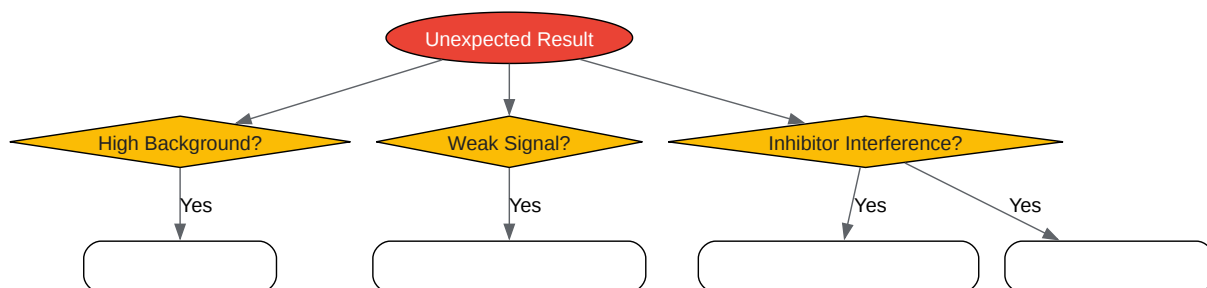 Unexpected Result
High Background?
Weak Signal?
Inhibitor Interference?
Yes
Yes
Yes
Yes